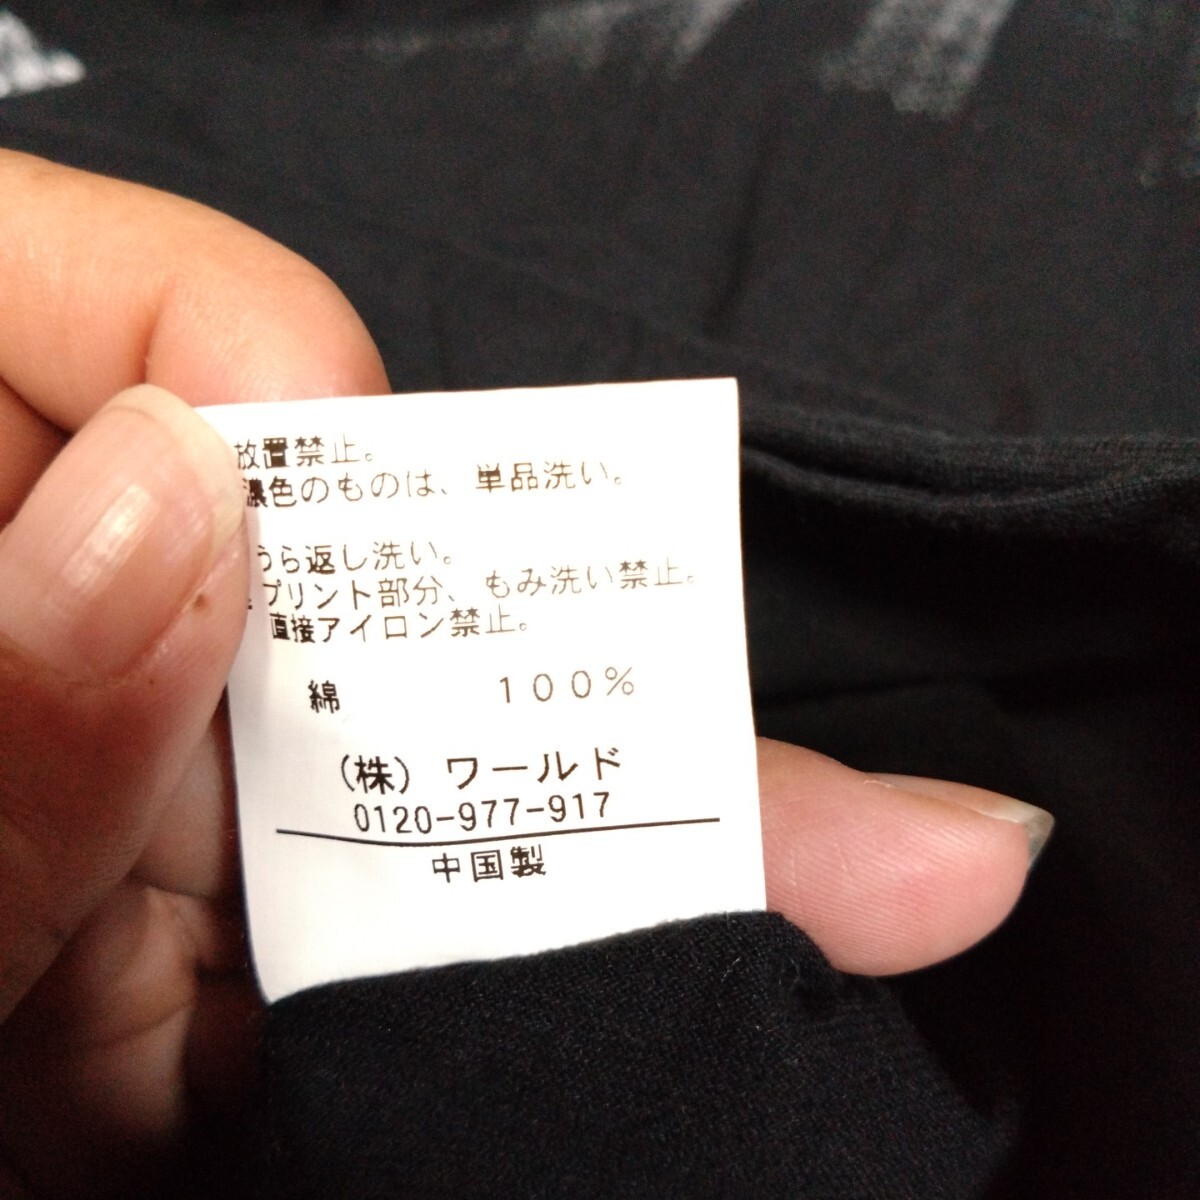 放置禁止。
濃色のものは、単品洗い。
うら返し洗い。
プリント部分、もみ洗い禁止。
直接アイロン禁止。
綿 100%
(株) ワールド
0120-977-917
中国製